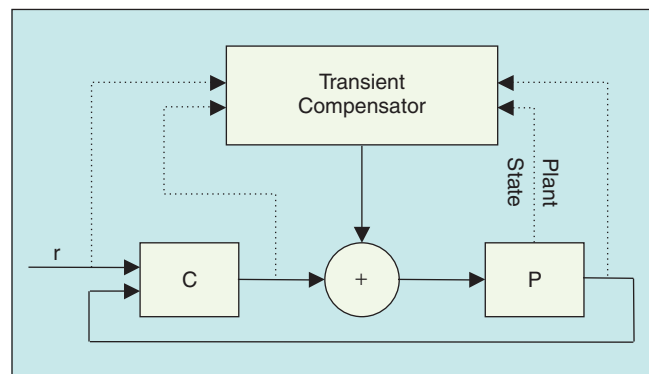 Transient
Compensator
Plant
State
r
C
+
P